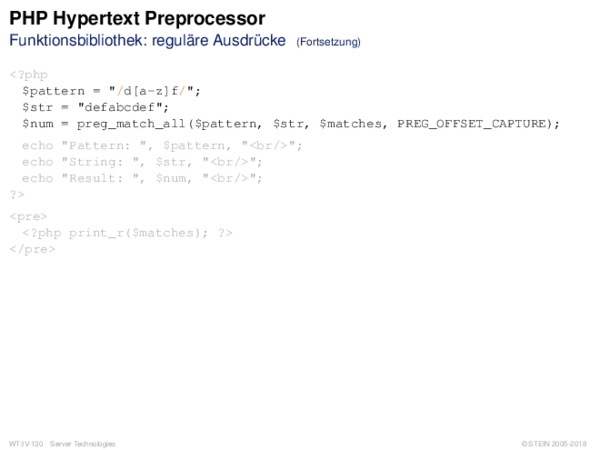 PHP Hypertext Preprocessor
Funktionsbibliothek: reguläre Ausdrücke (Fortsetzung)
<?php
$pattern = "/d[a-z]f/";
$str = "defabcdef";
$num = preg_match_all($pattern, $str, $matches, PREG_OFFSET_CAPTURE);
echo "Pattern: ", $pattern, "<br/>";
echo "String: ", $str, "<br/>";
echo "Result: ", $num, "<br/>";
?>
<pre>
<?php print_r($matches); ?>
</pre>
WT:IV-130 Server Technologies © STEIN 2005-2018